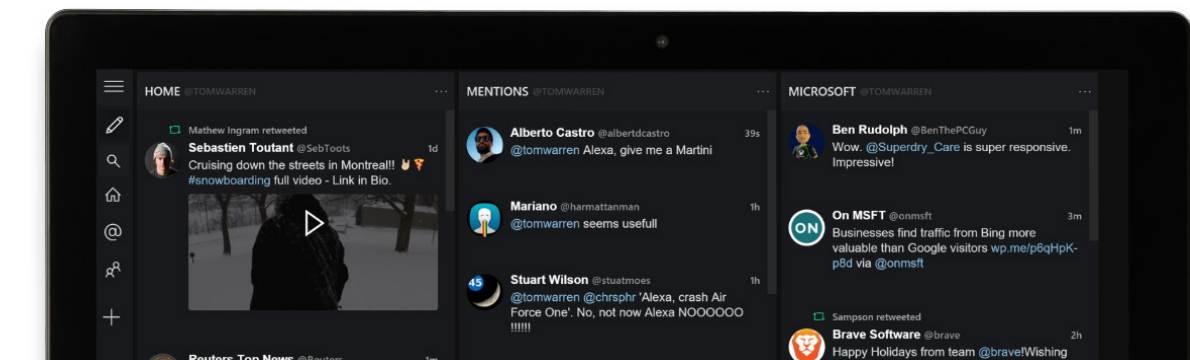 HOME @TOMWARREN
Mathew Ingram retweeted
Sebastien Toutant @SebToots 1d
Cruising down the streets in Montreal!!
#snowboarding full video - Link in Bio.
Reuters Top News @Reuters 1m
MENTIONS @TOMWARREN
Alberto Castro @albertdcastro 39s
@tomwarren Alexa, give me a Martini
Mariano @harmattanman 1h
@tomwarren seems usefull
45
Stuart Wilson @stuatmoes 1h
@tomwarren @chrsphr 'Alexa, crash Air
Force One'. No, not now Alexa NOOOOOO
!!!!!!
MICROSOFT @TOMWARREN
Ben Rudolph @BenThePCGuy 1m
Wow. @Superdry_Care is super responsive.
Impressive!
ON
On MSFT @onmsft 3m
Businesses find traffic from Bing more
valuable than Google visitors wp.me/p6qHpK-
p8d via @onmsft
Sampson retweeted
Brave Software @brave 2h
Happy Holidays from team @brave!Wishing